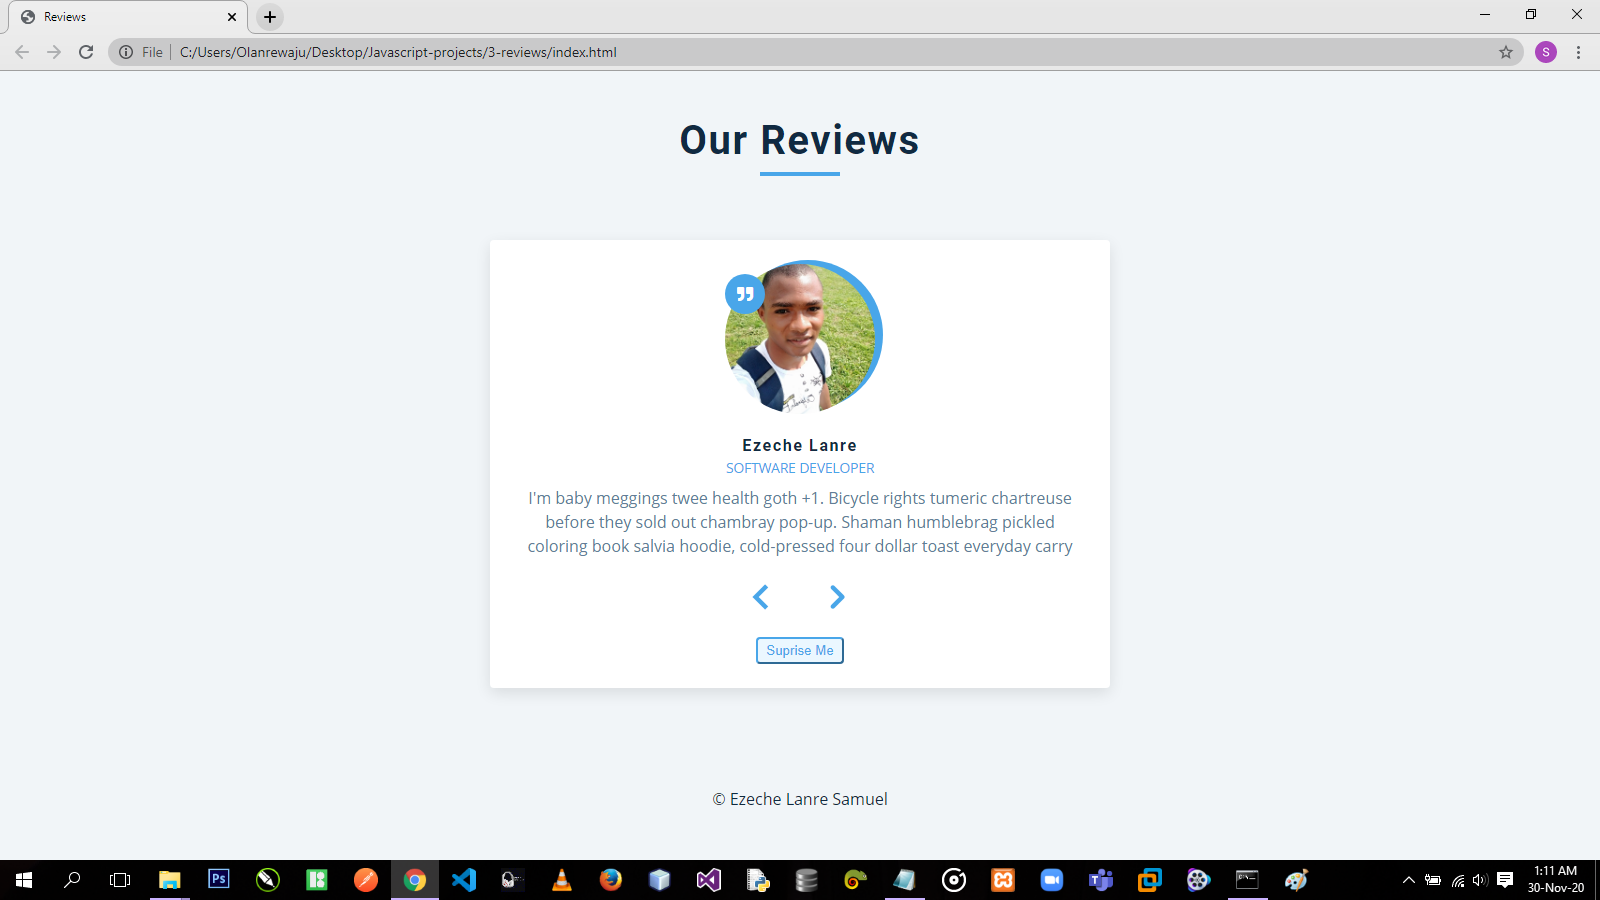 Reviews
File
C:/Users/Olanrewaju/Desktop/Javascript-projects/3-reviews/index.html
S
Our Reviews
Ezeche Lanre
SOFTWARE DEVELOPER
I'm baby meggings twee health goth +1. Bicycle rights tumeric chartreuse
before they sold out chambray pop-up. Shaman humblebrag pickled
coloring book salvia hoodie, cold-pressed four dollar toast everyday carry
Suprise Me
© Ezeche Lanre Samuel
Ps
1:11 AM
30-Nov-20